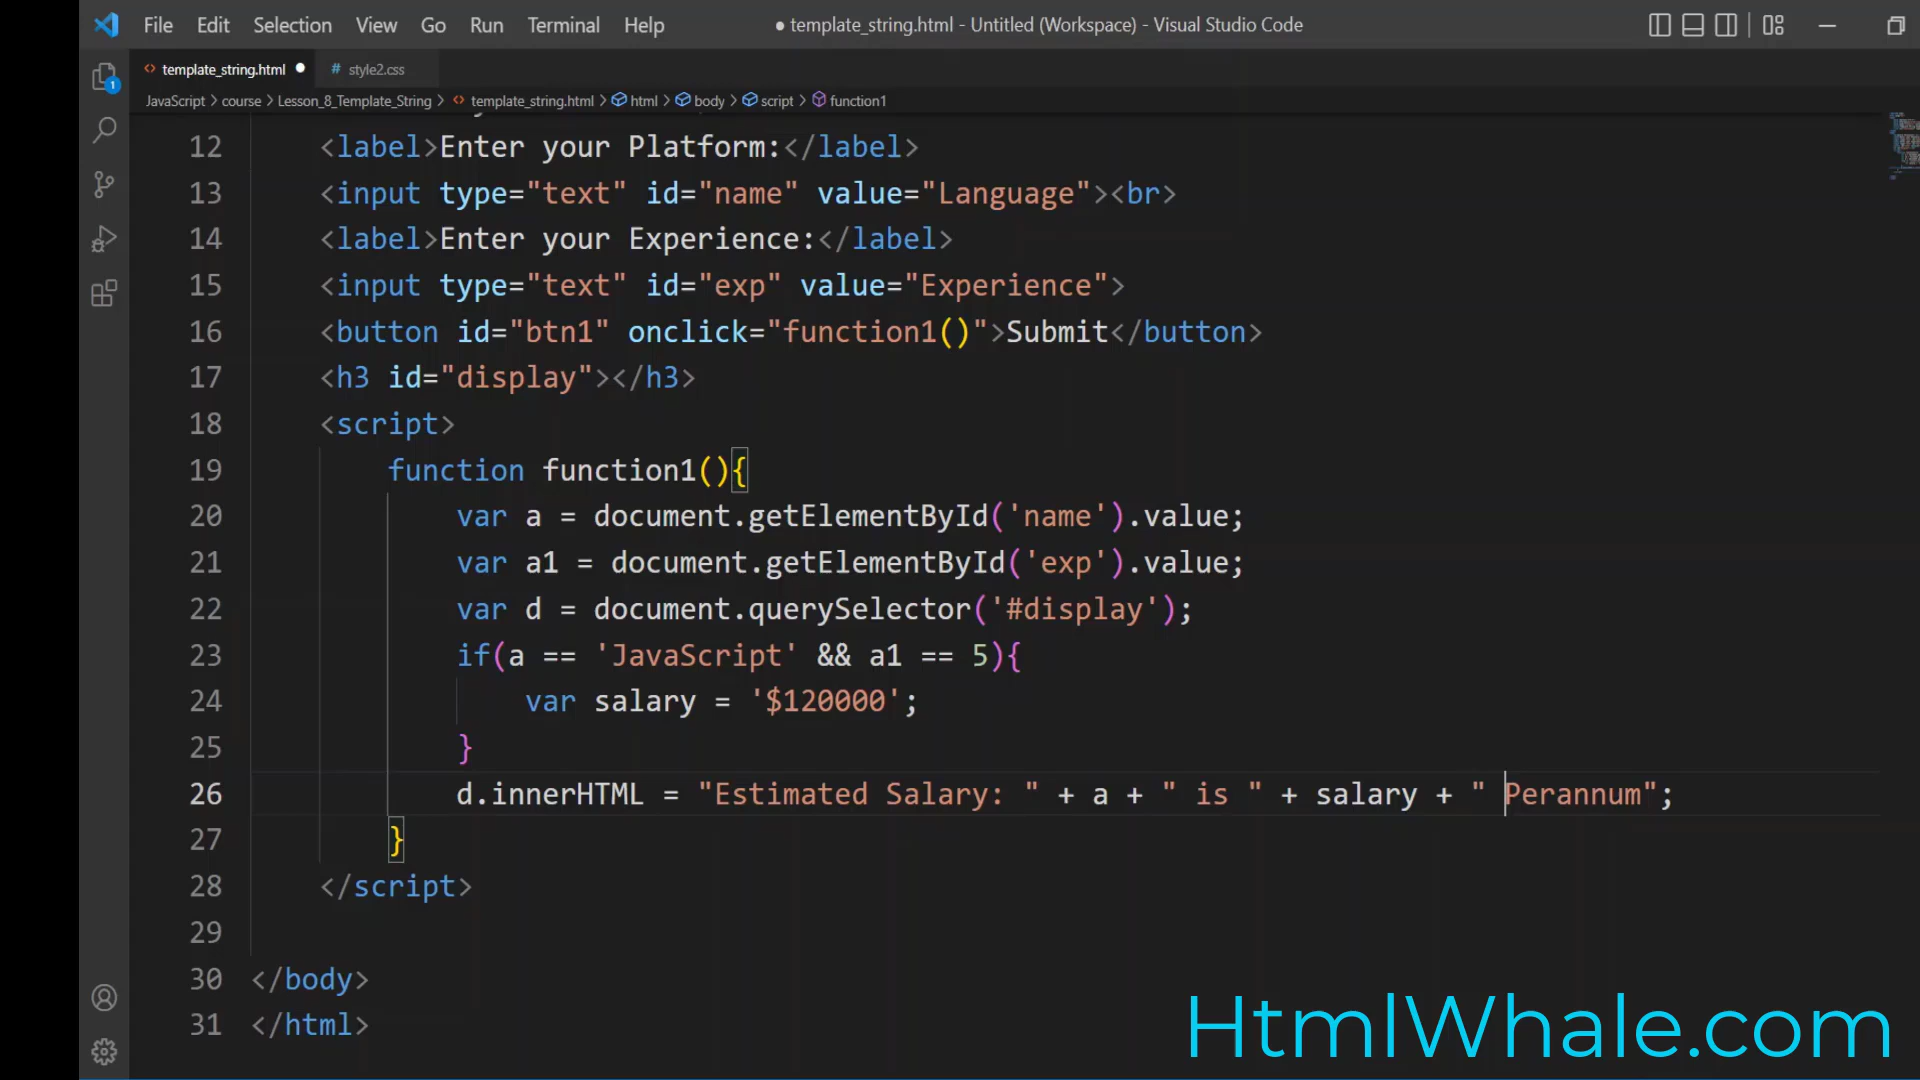 File Edit Selection View Go Run Terminal Help ● template_string.html - Untitled (Workspace) - Visual Studio Code
template_string.html ● # style2.css
1
JavaScript > course > Lesson_8_Template_String > template_string.html > html > body > script > function1
12 <label>Enter your Platform:</label>
13 <input type="text" id="name" value="Language"><br>
14 <label>Enter your Experience:</label>
15 <input type="text" id="exp" value="Experience">
16 <button id="btn1" onclick="function1()">Submit</button>
17 <h3 id="display"></h3>
18 <script>
19 function function1(){
20 var a = document.getElementById('name').value;
21 var a1 = document.getElementById('exp').value;
22 var d = document.querySelector('#display');
23 if(a == 'JavaScript' && a1 == 5){
24 var salary = '$120000';
25 }
26 d.innerHTML = "Estimated Salary: " + a + " is " + salary + " Perannum";
27 }
28 </script>
29
30 </body>
31 </html>
HtmlWhale.com